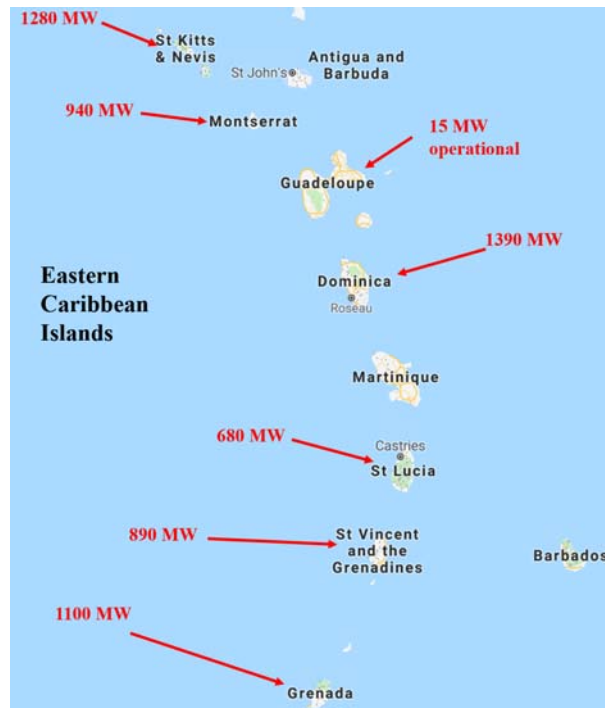 1280 MW
St Kitts
& Nevis
St John's
Antigua and
Barbuda
940 MW
Montserrat
15 MW
operational
Guadeloupe
1390 MW
Eastern
Caribbean
Islands
Dominica
Roseau
Martinique
680 MW
Castries
St Lucia
890 MW
St Vincent
and the
Grenadines
Barbados
1100 MW
Grenada